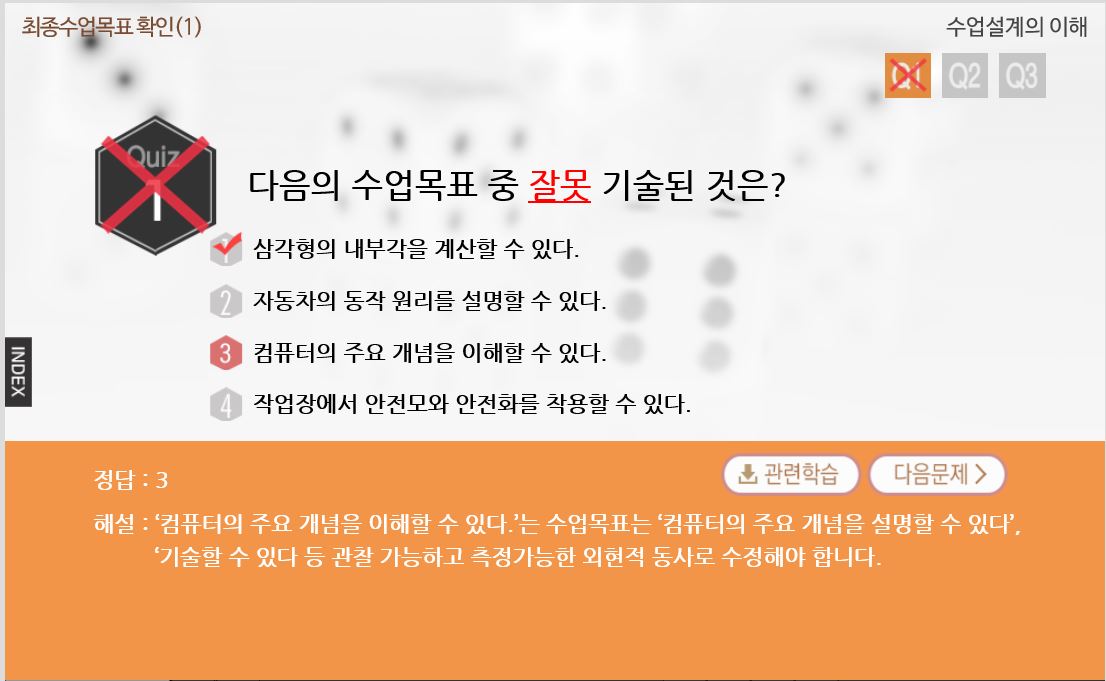 최종수업목표 확인(1)
수업설계의 이해
Q1 Q2 Q3
Quiz
1
다음의 수업목표 중 잘못 기술된 것은?
1 삼각형의 내부각을 계산할 수 있다.
2 자동차의 동작 원리를 설명할 수 있다.
3 컴퓨터의 주요 개념을 이해할 수 있다.
4 작업장에서 안전모와 안전화를 착용할 수 있다.
INDEX
정답 : 3
관련학습
다음문제
해설 : ‘컴퓨터의 주요 개념을 이해할 수 있다.’는 수업목표는 ‘컴퓨터의 주요 개념을 설명할 수 있다’,
‘기술할 수 있다 등 관찰 가능하고 측정가능한 외현적 동사로 수정해야 합니다.